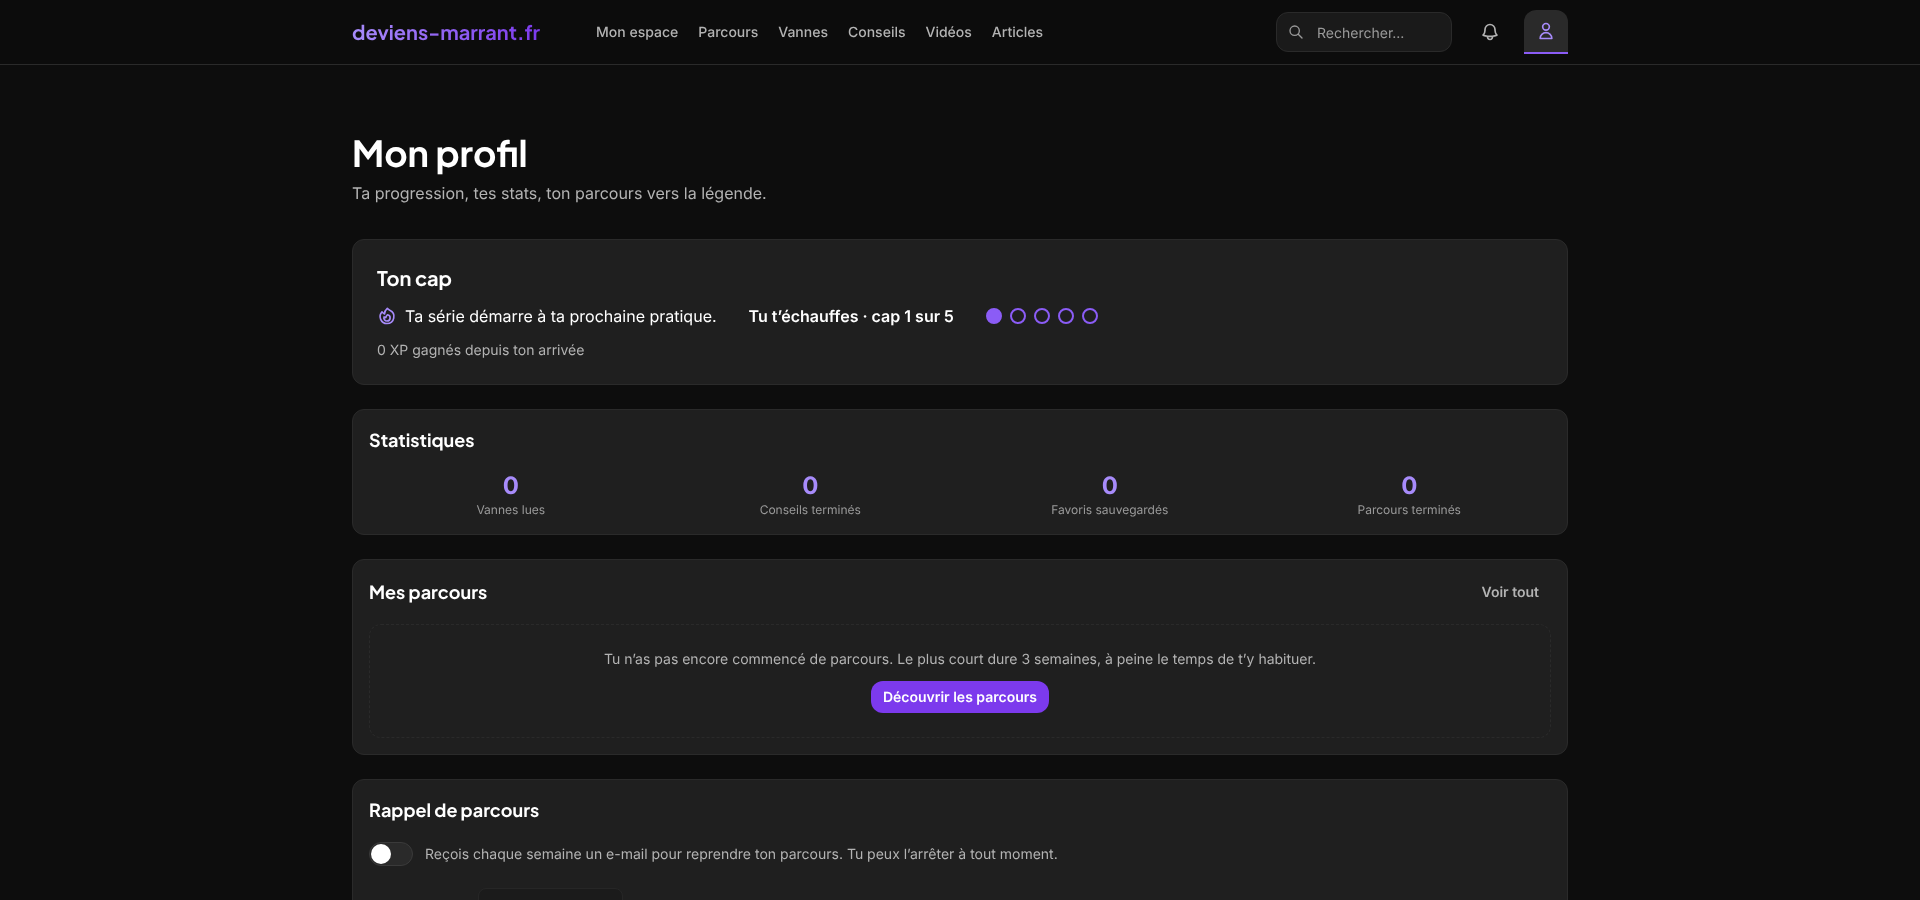 deviens-marrant.fr
Mon espace
Parcours
Vannes
Conseils
Vidéos
Articles
Rechercher...
Mon profil
Ta progression, tes stats, ton parcours vers la légende.
Ton cap
Ta série démarre à ta prochaine pratique.
Tu t’échauffes · cap 1 sur 5
0 XP gagnés depuis ton arrivée
Statistiques
0
Vannes lues
0
Conseils terminés
0
Favoris sauvegardés
0
Parcours terminés
Mes parcours
Voir tout
Tu n’as pas encore commencé de parcours. Le plus court dure 3 semaines, à peine le temps de t’y habituer.
Découvrir les parcours
Rappel de parcours
Reçois chaque semaine un e-mail pour reprendre ton parcours. Tu peux l’arrêter à tout moment.